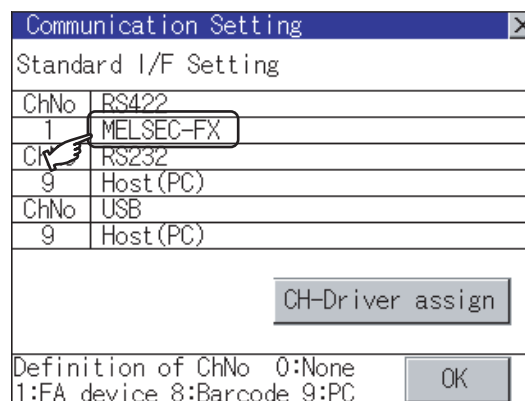 Communication Setting
Standard I/F Setting
ChNo RS422
1 MELSEC-FX
ChNo RS232
9 Host(PC)
ChNo USB
9 Host(PC)
CH-Driver assign
Definition of ChNo 0:None
1:FA device 8:Barcode 9:PC
OK